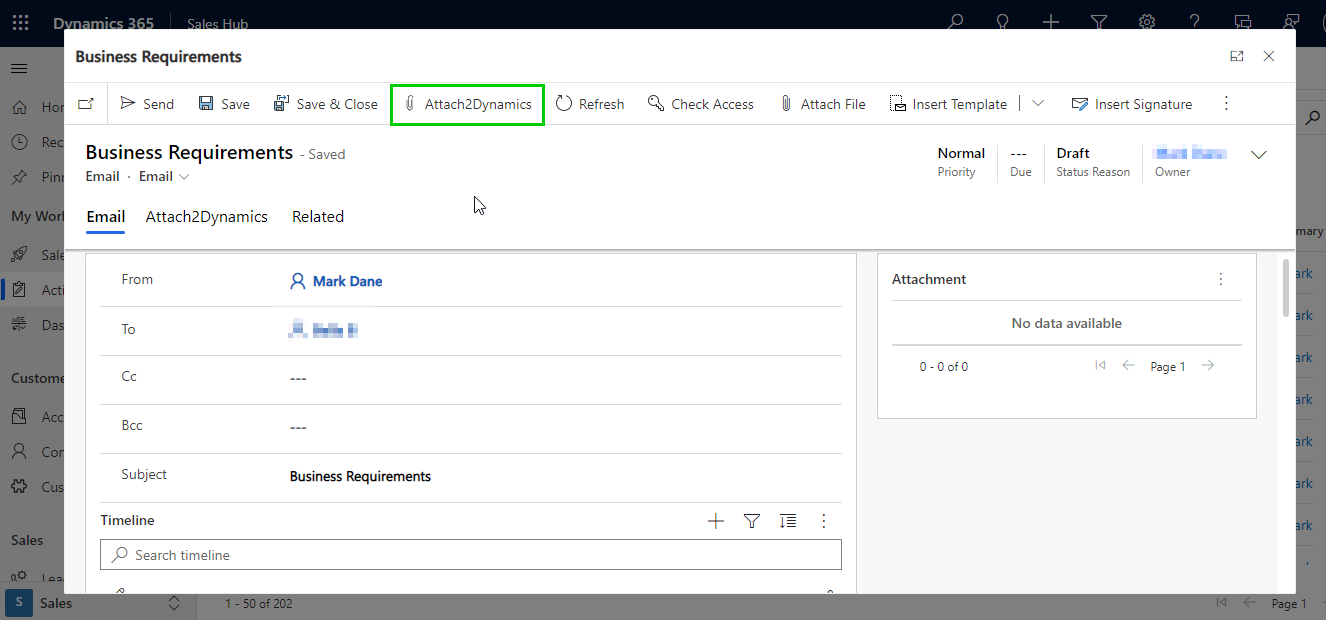 Dynamics 365 Sales Hub
Business Requirements
Send Save Save & Close Attach2Dynamics Refresh Check Access Attach File Insert Template Insert Signature
Business Requirements - Saved
Email · Email
Normal
Priority
---
Due
Draft
Status Reason
Owner
Email Attach2Dynamics Related
From Mark Dane
To
Cc ---
Bcc ---
Subject Business Requirements
Timeline
Search timeline
Attachment
No data available
0 - 0 of 0 Page 1
Hor
Rec
Pinr
My Worl
Sale
Acti
Das
Custome
Acc
Cor
Cus
Sales
Lea
S Sales
1 - 50 of 202
mary
ark
ark
ark
ark
ark
ark
ark
Page 1